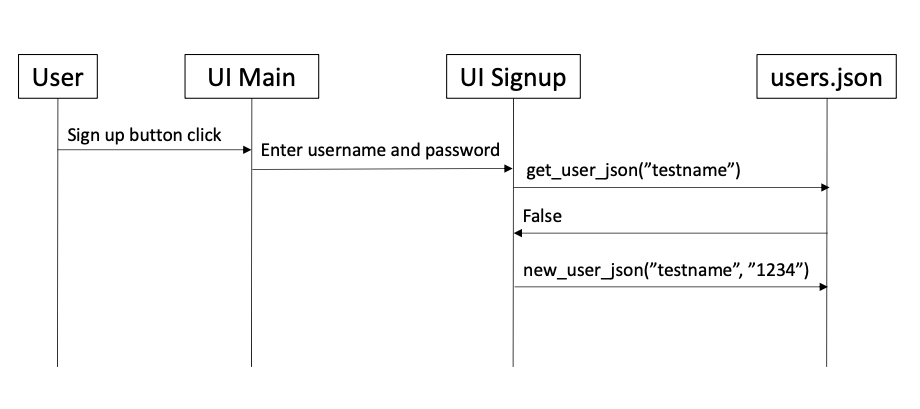 User
UI Main
UI Signup
users.json
Sign up button click
Enter username and password
get_user_json(”testname”)
False
new_user_json(”testname”, ”1234”)